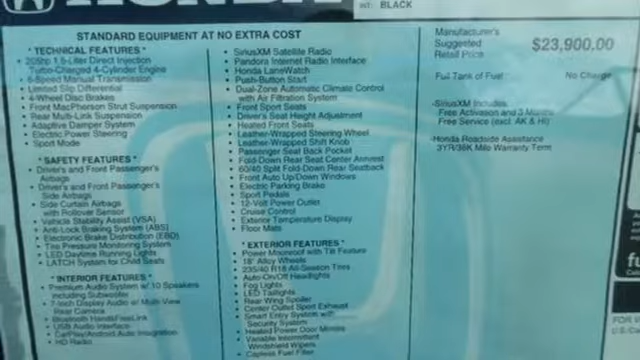 HONDA
INT: BLACK
STANDARD EQUIPMENT AT NO EXTRA COST
* TECHNICAL FEATURES *
• 205hp 1.5-Liter Direct Injection
Turbo-Charged 4-Cylinder Engine
• 6-Speed Manual Transmission
• Limited Slip Differential
• 4-Wheel Disc Brakes
• Front MacPherson Strut Suspension
• Rear Multi-Link Suspension
• Adaptive Damper System
• Electric Power Steering
• Sport Mode
* SAFETY FEATURES *
• Driver's and Front Passenger's
Airbags
• Driver's and Front Passenger's
Side Airbags
• Side Curtain Airbags
with Rollover Sensor
• Vehicle Stability Assist (VSA)
• Anti-Lock Braking System (ABS)
• Electronic Brake Distribution (EBD)
• Tire Pressure Monitoring System
• LED Daytime Running Lights
• LATCH System for Child Seats
* INTERIOR FEATURES *
• Premium Audio System w/ 10 Speakers
including Subwoofer
• 7-Inch Display Audio w/ Multi-View
Rear Camera
• Bluetooth HandsFreeLink
• USB Audio Interface
• CarPlay/Android Auto Integration
• HD Radio
• SiriusXM Satellite Radio
• Pandora Internet Radio Interface
• Honda LaneWatch
• Push-Button Start
• Dual-Zone Automatic Climate Control
with Air Filtration System
• Front Sport Seats
• Driver's Seat Height Adjustment
• Heated Front Seats
• Leather-Wrapped Steering Wheel
• Leather-Wrapped Shift Knob
• Passenger Seat Back Pocket
• Fold-Down Rear Seat Center Armrest
• 60/40 Split Fold-Down Rear Seatback
• Front Auto Up/Down Windows
• Electric Parking Brake
• Sport Pedals
• 12-Volt Power Outlet
• Cruise Control
• Exterior Temperature Display
• Floor Mats
* EXTERIOR FEATURES *
• Power Moonroof with Tilt Feature
• 18" Alloy Wheels
• 235/40 R18 All-Season Tires
• Auto-On/Off Headlights
• Fog Lights
• LED Taillights
• Rear Wing Spoiler
• Center Outlet Sport Exhaust
• Smart Entry System with
Security System
• Heated Power Door Mirrors
• Variable Intermittent
Windshield Wipers
• Capless Fuel Filler
Manufacturer's
Suggested
Retail Price
$23,900.00
Full Tank of Fuel
No Charge
-SiriusXM Includes
Free Activation and 3 Months
Free Service (excl. AK & HI)
-Honda Roadside Assistance
3YR/36K Mile Warranty Term